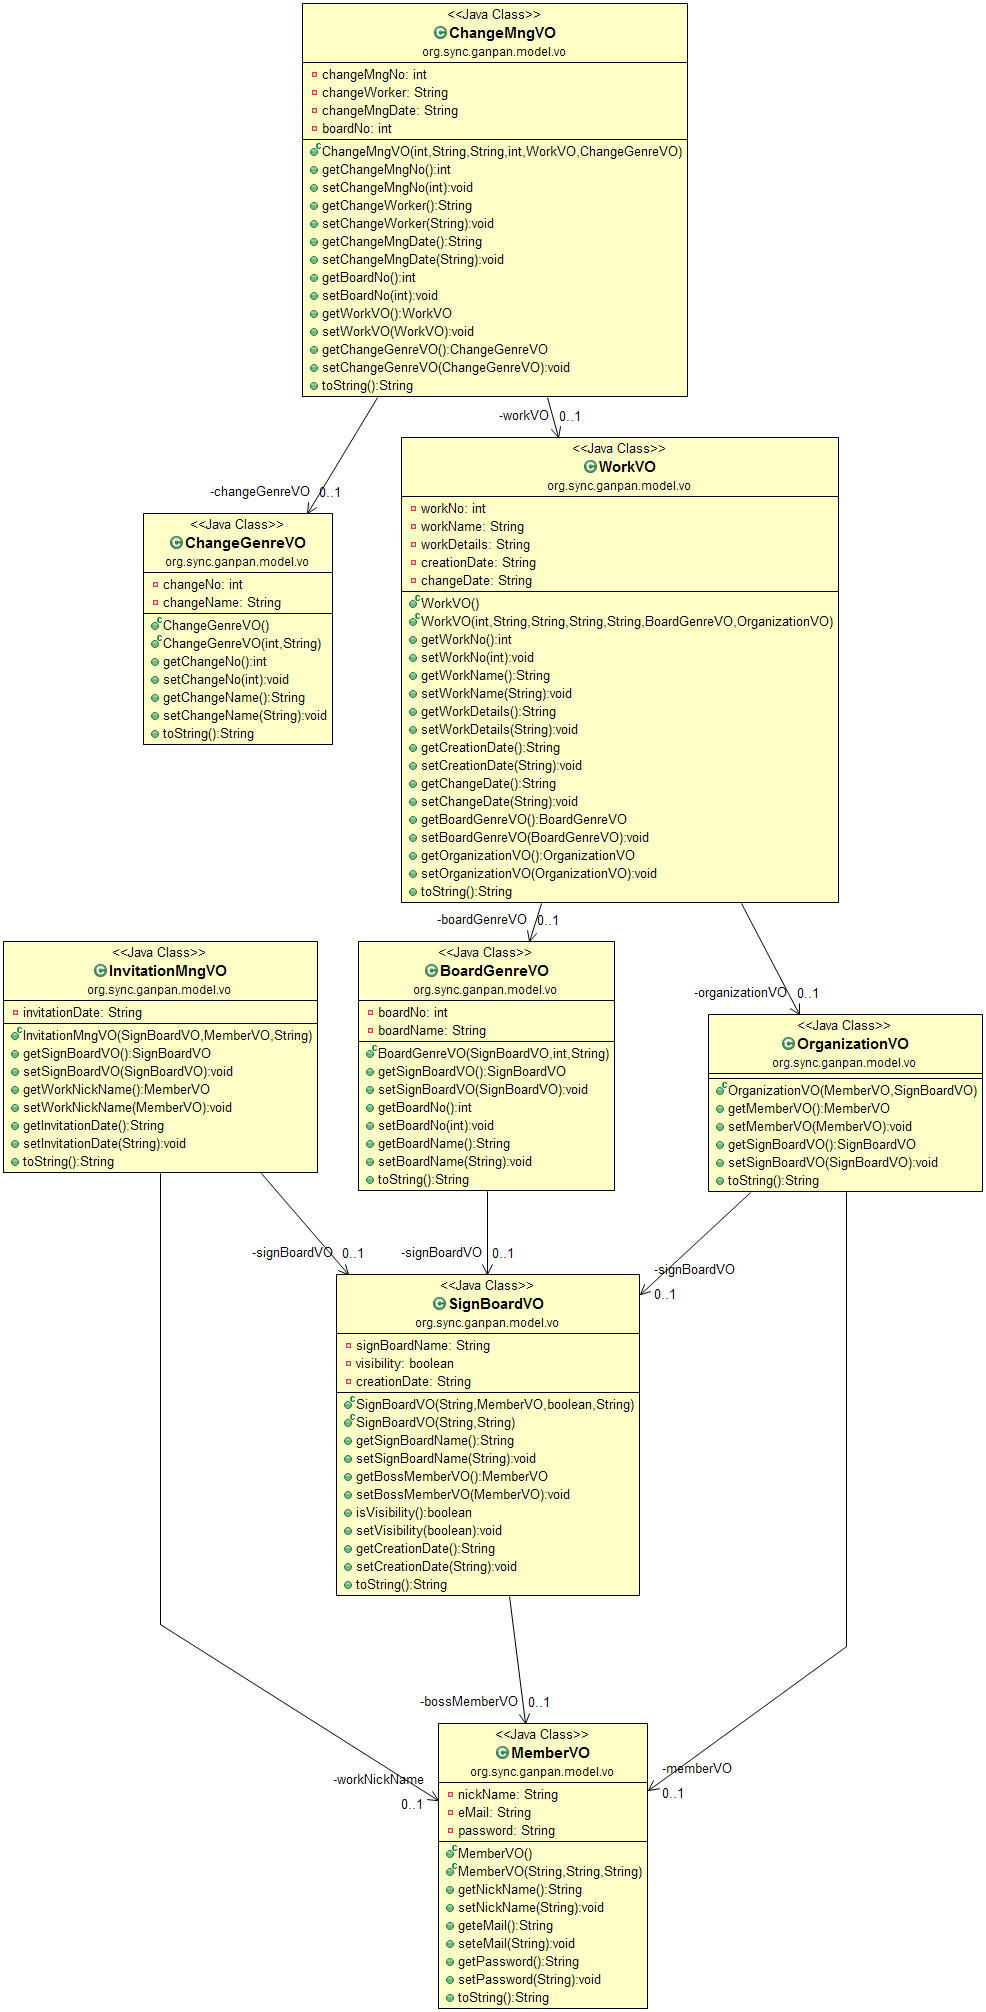 <<Java Class>>
ChangeMngVO
org.sync.ganpan.model.vo
changeMngNo: int
changeWorker: String
changeMngDate: String
boardNo: int
ChangeMngVO(int,String,String,int,WorkVO,ChangeGenreVO)
getChangeMngNo():int
setChangeMngNo(int):void
getChangeWorker():String
setChangeWorker(String):void
getChangeMngDate():String
setChangeMngDate(String):void
getBoardNo():int
setBoardNo(int):void
getWorkVO():WorkVO
setWorkVO(WorkVO):void
getChangeGenreVO():ChangeGenreVO
setChangeGenreVO(ChangeGenreVO):void
toString():String
-workVO 0..1
-changeGenreVO 0..1
<<Java Class>>
ChangeGenreVO
org.sync.ganpan.model.vo
changeNo: int
changeName: String
ChangeGenreVO()
ChangeGenreVO(int,String)
getChangeNo():int
setChangeNo(int):void
getChangeName():String
setChangeName(String):void
toString():String
<<Java Class>>
WorkVO
org.sync.ganpan.model.vo
workNo: int
workName: String
workDetails: String
creationDate: String
changeDate: String
WorkVO()
WorkVO(int,String,String,String,String,BoardGenreVO,OrganizationVO)
getWorkNo():int
setWorkNo(int):void
getWorkName():String
setWorkName(String):void
getWorkDetails():String
setWorkDetails(String):void
getCreationDate():String
setCreationDate(String):void
getChangeDate():String
setChangeDate(String):void
getBoardGenreVO():BoardGenreVO
setBoardGenreVO(BoardGenreVO):void
getOrganizationVO():OrganizationVO
setOrganizationVO(OrganizationVO):void
toString():String
-boardGenreVO 0..1
-organizationVO 0..1
<<Java Class>>
InvitationMngVO
org.sync.ganpan.model.vo
invitationDate: String
InvitationMngVO(SignBoardVO,MemberVO,String)
getSignBoardVO():SignBoardVO
setSignBoardVO(SignBoardVO):void
getWorkNickName():MemberVO
setWorkNickName(MemberVO):void
getInvitationDate():String
setInvitationDate(String):void
toString():String
<<Java Class>>
BoardGenreVO
org.sync.ganpan.model.vo
boardNo: int
boardName: String
BoardGenreVO(SignBoardVO,int,String)
getSignBoardVO():SignBoardVO
setSignBoardVO(SignBoardVO):void
getBoardNo():int
setBoardNo(int):void
getBoardName():String
setBoardName(String):void
toString():String
<<Java Class>>
OrganizationVO
org.sync.ganpan.model.vo
OrganizationVO(MemberVO,SignBoardVO)
getMemberVO():MemberVO
setMemberVO(MemberVO):void
getSignBoardVO():SignBoardVO
setSignBoardVO(SignBoardVO):void
toString():String
-signBoardVO 0..1
-signBoardVO 0..1
-signBoardVO
0..1
<<Java Class>>
SignBoardVO
org.sync.ganpan.model.vo
signBoardName: String
visibility: boolean
creationDate: String
SignBoardVO(String,MemberVO,boolean,String)
SignBoardVO(String,String)
getSignBoardName():String
setSignBoardName(String):void
getBossMemberVO():MemberVO
setBossMemberVO(MemberVO):void
isVisibility():boolean
setVisibility(boolean):void
getCreationDate():String
setCreationDate(String):void
toString():String
-bossMemberVO 0..1
-workNickName
0..1
-memberVO
0..1
<<Java Class>>
MemberVO
org.sync.ganpan.model.vo
nickName: String
eMail: String
password: String
MemberVO()
MemberVO(String,String,String)
getNickName():String
setNickName(String):void
geteMail():String
seteMail(String):void
getPassword():String
setPassword(String):void
toString():String